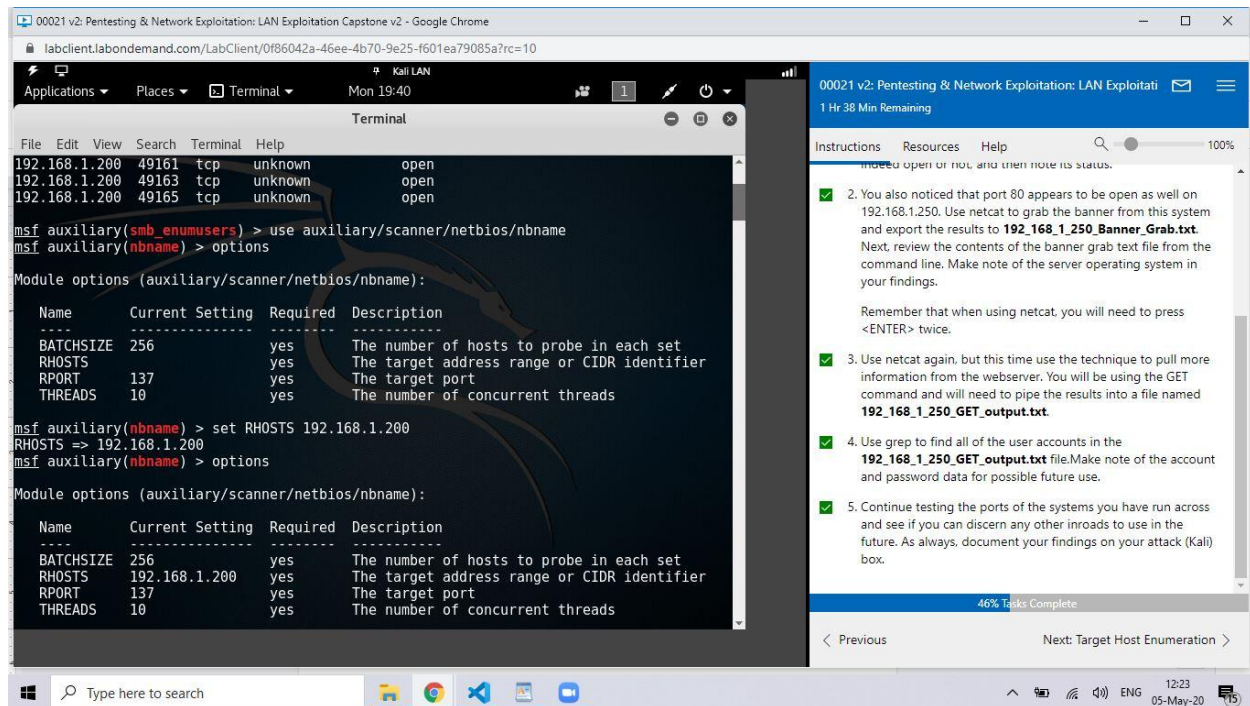 00021 v2: Pentesting & Network Exploitation: LAN Exploitation Capstone v2 - Google Chrome
labclient.labondemand.com/LabClient/0f86042a-46ee-4b70-9e25-f601ea79085a?rc=10
Kali LAN
Applications Places Terminal Mon 19:40 1
Terminal
File Edit View Search Terminal Help
192.168.1.200 49161 tcp unknown open
192.168.1.200 49163 tcp unknown open
192.168.1.200 49165 tcp unknown open
msf auxiliary(smb_enumusers) > use auxiliary/scanner/netbios/nbname
msf auxiliary(nbname) > options
Module options (auxiliary/scanner/netbios/nbname):
Name Current Setting Required Description
---- --------------- -------- -----------
BATCHSIZE 256 yes The number of hosts to probe in each set
RHOSTS yes The target address range or CIDR identifier
RPORT 137 yes The target port
THREADS 10 yes The number of concurrent threads
msf auxiliary(nbname) > set RHOSTS 192.168.1.200
RHOSTS => 192.168.1.200
msf auxiliary(nbname) > options
Module options (auxiliary/scanner/netbios/nbname):
Name Current Setting Required Description
---- --------------- -------- -----------
BATCHSIZE 256 yes The number of hosts to probe in each set
RHOSTS 192.168.1.200 yes The target address range or CIDR identifier
RPORT 137 yes The target port
THREADS 10 yes The number of concurrent threads
00021 v2: Pentesting & Network Exploitation: LAN Exploitati
1 Hr 38 Min Remaining
Instructions Resources Help 100%
indeed open or not, and then note its status.
2. You also noticed that port 80 appears to be open as well on
192.168.1.250. Use netcat to grab the banner from this system
and export the results to 192_168_1_250_Banner_Grab.txt.
Next, review the contents of the banner grab text file from the
command line. Make note of the server operating system in
your findings.
Remember that when using netcat, you will need to press
<ENTER> twice.
3. Use netcat again, but this time use the technique to pull more
information from the webserver. You will be using the GET
command and will need to pipe the results into a file named
192_168_1_250_GET_output.txt.
4. Use grep to find all of the user accounts in the
192_168_1_250_GET_output.txt file.Make note of the account
and password data for possible future use.
5. Continue testing the ports of the systems you have run across
and see if you can discern any other inroads to use in the
future. As always, document your findings on your attack (Kali)
box.
46% Tasks Complete
< Previous Next: Target Host Enumeration >
Type here to search
ENG 12:23
05-May-20 15